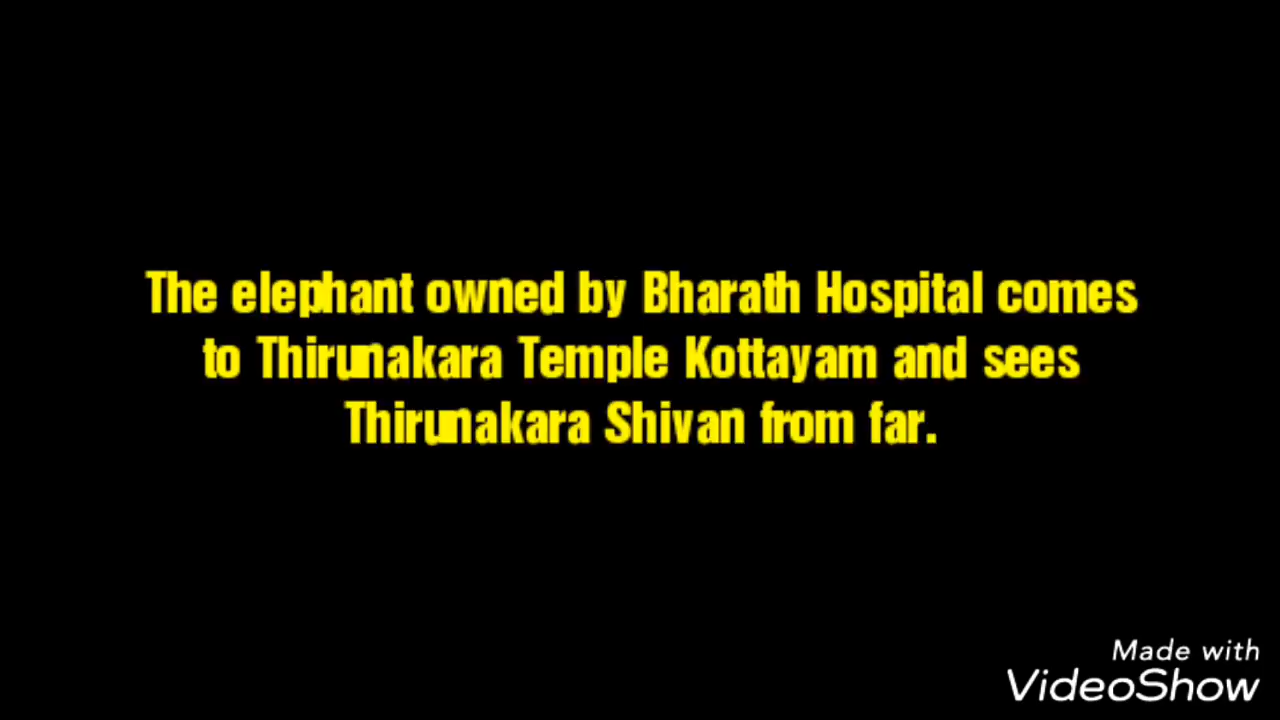 The elephant owned by Bharath Hospital comes
to Thirunakara Temple Kottayam and sees
Thirunakara Shivan from far.
Made with
VideoShow